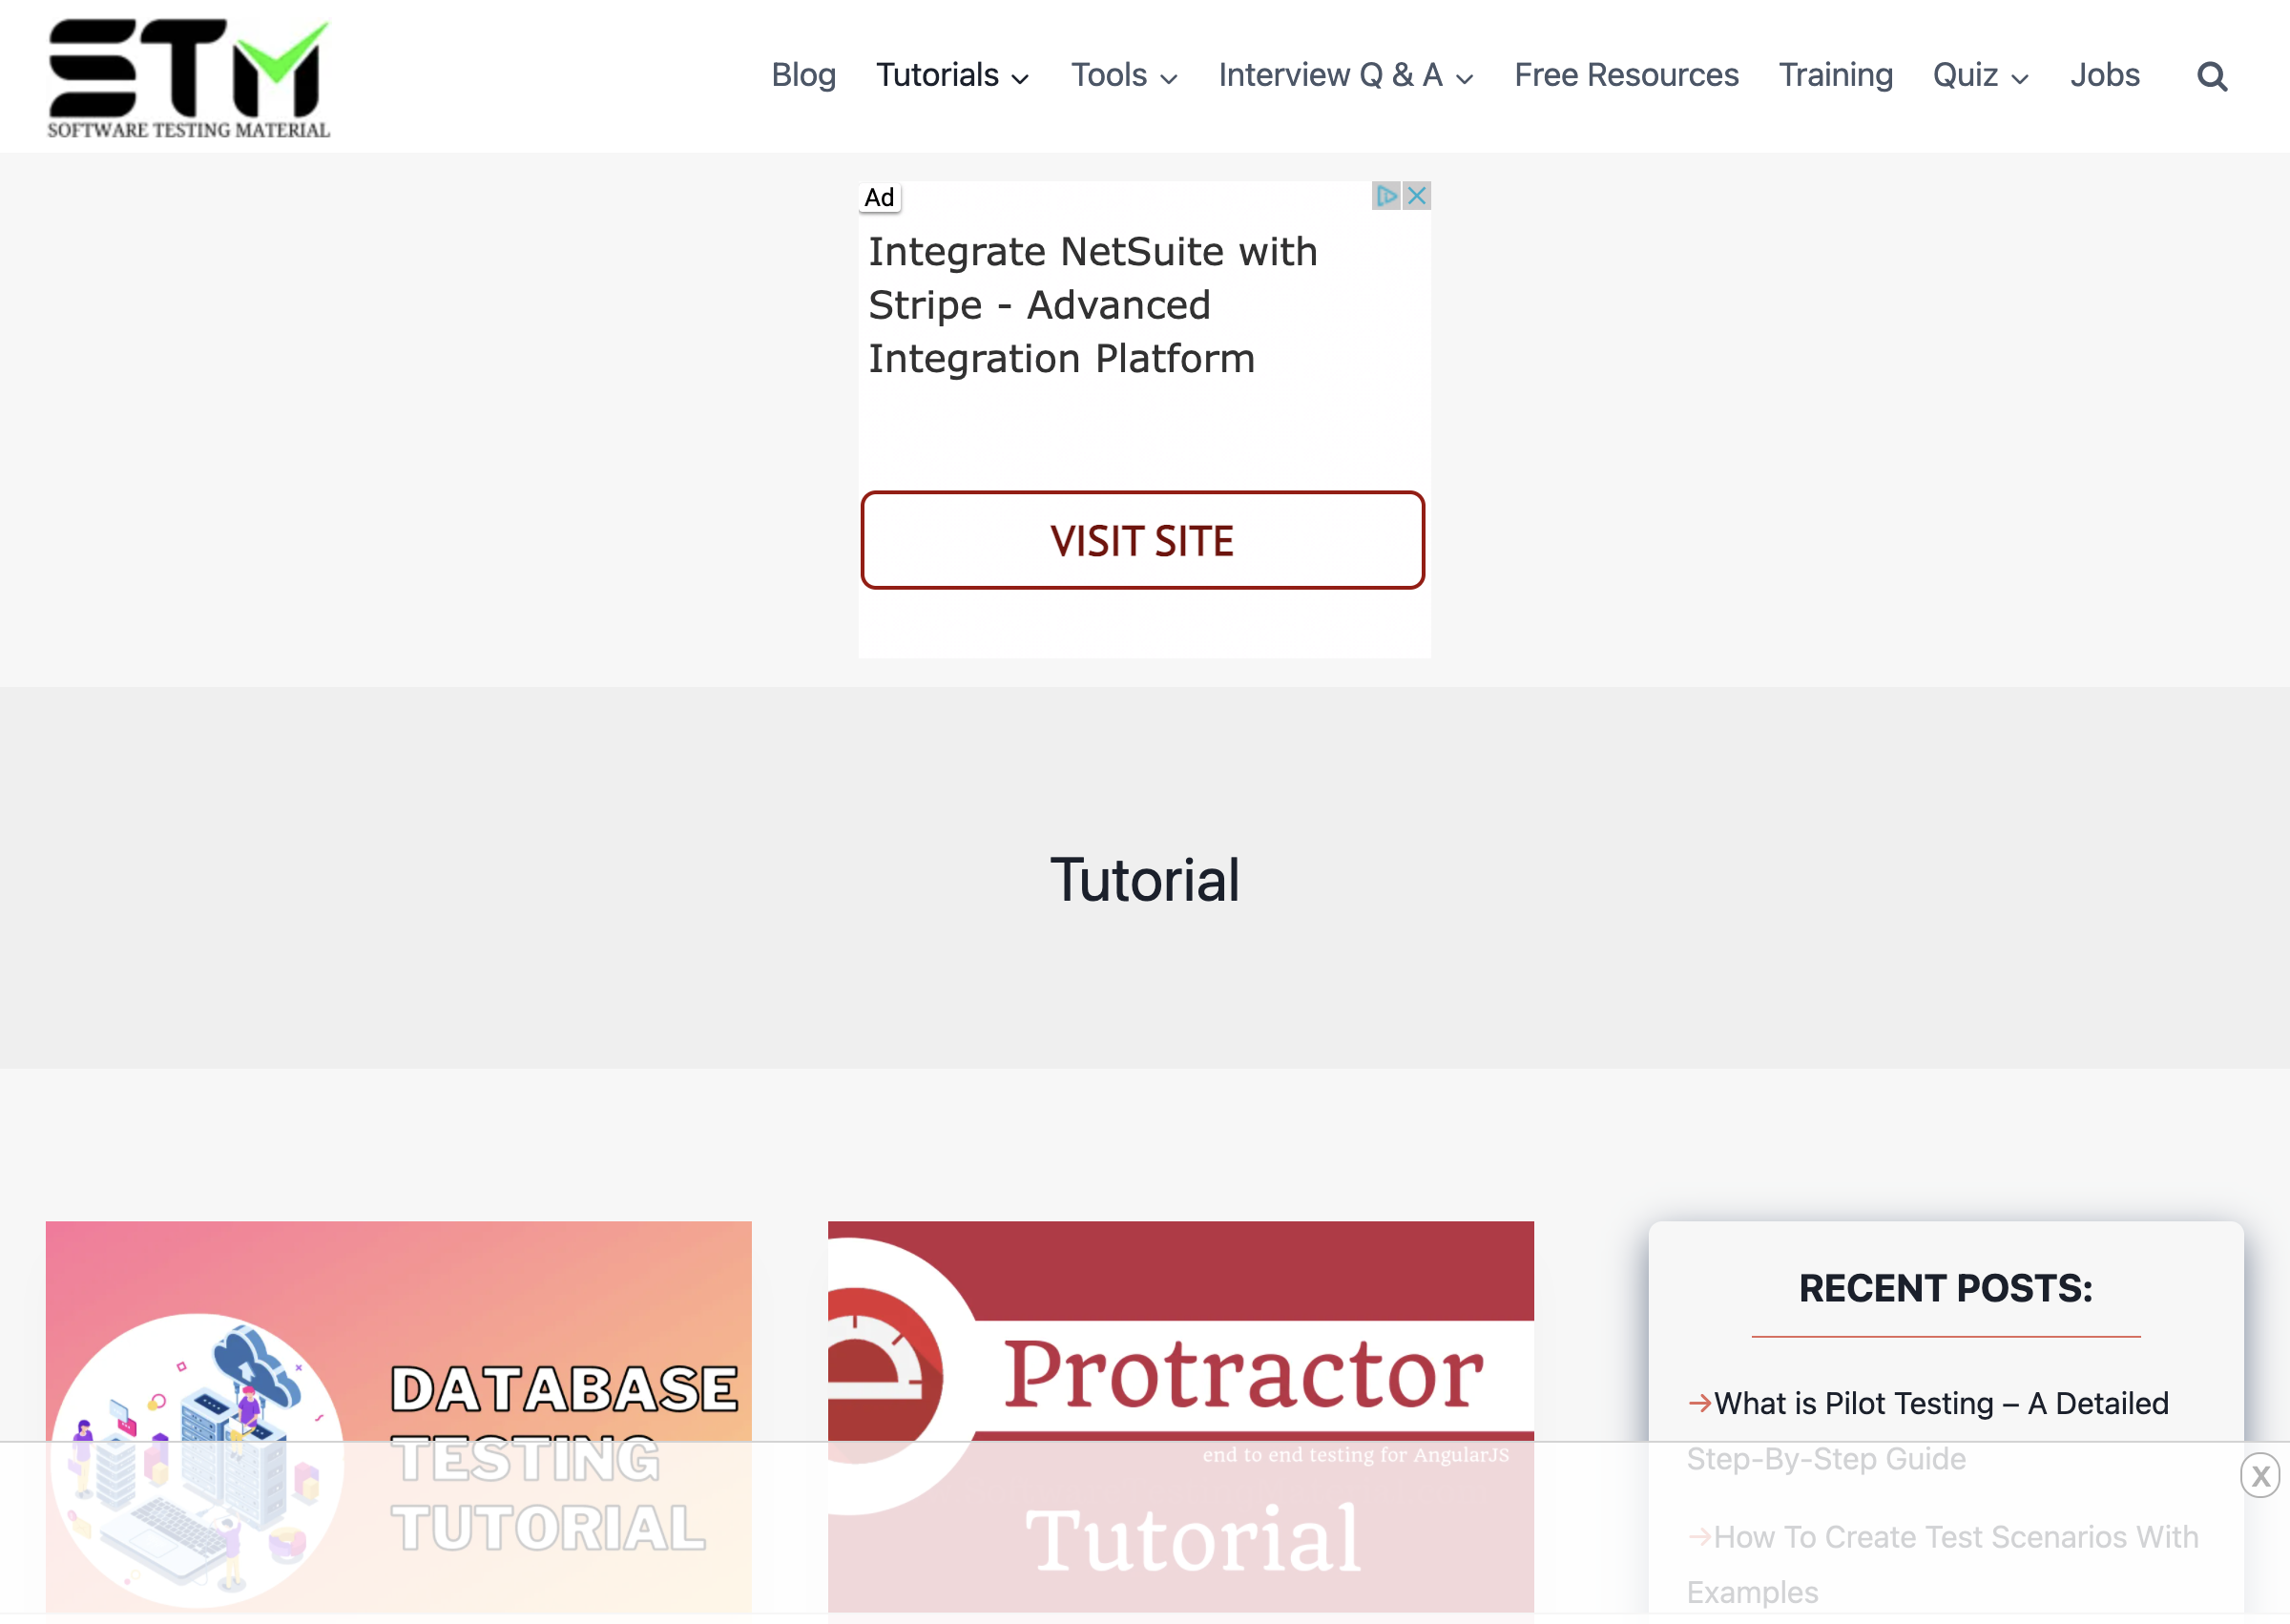 STM
SOFTWARE TESTING MATERIAL
Blog Tutorials Tools Interview Q & A Free Resources Training Quiz Jobs
Ad
Integrate NetSuite with
Stripe - Advanced
Integration Platform
VISIT SITE
Tutorial
DATABASE
TESTING
TUTORIAL
Protractor
end to end testing for AngularJS
Tutorial
RECENT POSTS:
→What is Pilot Testing – A Detailed
Step-By-Step Guide
→How To Create Test Scenarios With
Examples
X